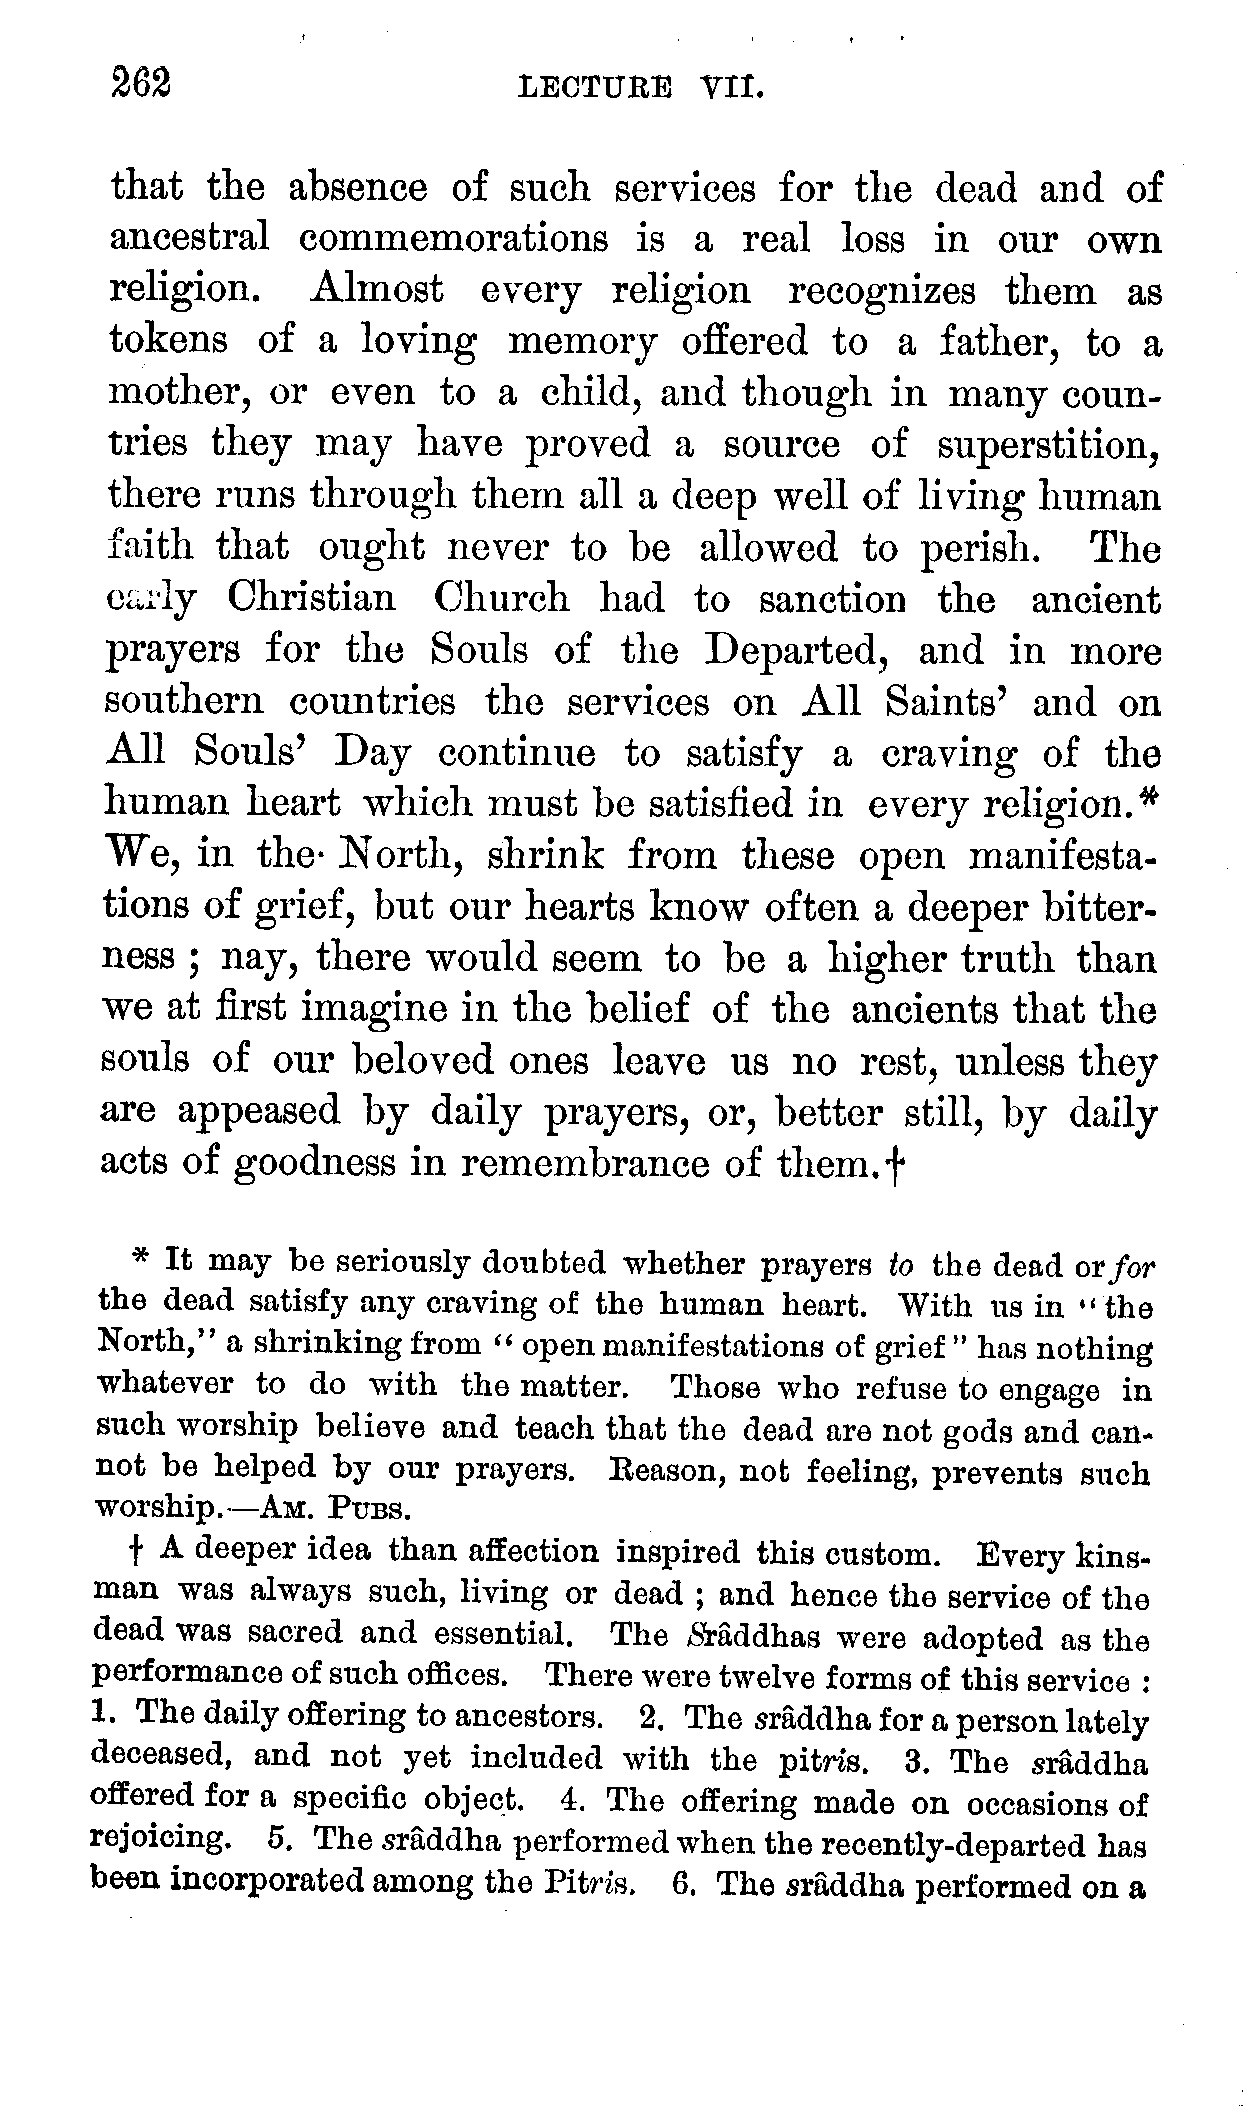 262 LECTURE VII.
that the absence of such services for the dead and of
ancestral commemorations is a real loss in our own
religion. Almost every religion recognizes them as
tokens of a loving memory offered to a father, to a
mother, or even to a child, and though in many coun-
tries they may have proved a source of superstition,
there runs through them all a deep well of living human
faith that ought never to be allowed to perish. The
early Christian Church had to sanction the ancient
prayers for the Souls of the Departed, and in more
southern countries the services on All Saints’ and on
All Souls’ Day continue to satisfy a craving of the
human heart which must be satisfied in every religion.*
We, in the North, shrink from these open manifesta-
tions of grief, but our hearts know often a deeper bitter-
ness ; nay, there would seem to be a higher truth than
we at first imagine in the belief of the ancients that the
souls of our beloved ones leave us no rest, unless they
are appeased by daily prayers, or, better still, by daily
acts of goodness in remembrance of them.†
* It may be seriously doubted whether prayers to the dead or for
the dead satisfy any craving of the human heart. With us in “the
North,” a shrinking from “open manifestations of grief” has nothing
whatever to do with the matter. Those who refuse to engage in
such worship believe and teach that the dead are not gods and can-
not be helped by our prayers. Reason, not feeling, prevents such
worship.—AM. PUBS.
† A deeper idea than affection inspired this custom. Every kins-
man was always such, living or dead ; and hence the service of the
dead was sacred and essential. The Srâddhas were adopted as the
performance of such offices. There were twelve forms of this service :
1. The daily offering to ancestors. 2. The srâddha for a person lately
deceased, and not yet included with the pitris. 3. The srâddha
offered for a specific object. 4. The offering made on occasions of
rejoicing. 5. The srâddha performed when the recently-departed has
been incorporated among the Pitris. 6. The srâddha performed on a